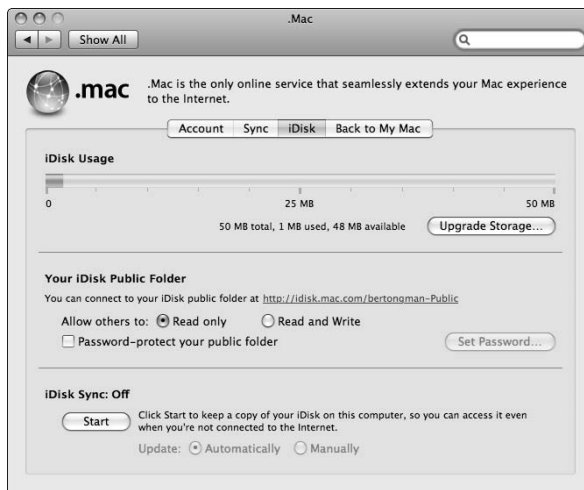 .Mac
Show All
.mac
.Mac is the only online service that seamlessly extends your Mac experience
to the Internet.
Account Sync iDisk Back to My Mac
iDisk Usage
0 25 MB 50 MB
50 MB total, 1 MB used, 48 MB available Upgrade Storage...
Your iDisk Public Folder
You can connect to your iDisk public folder at http://idisk.mac.com/bertongman-Public
Allow others to: Read only Read and Write
Password-protect your public folder Set Password...
iDisk Sync: Off
Start Click Start to keep a copy of your iDisk on this computer, so you can access it even
when you're not connected to the Internet.
Update: Automatically Manually